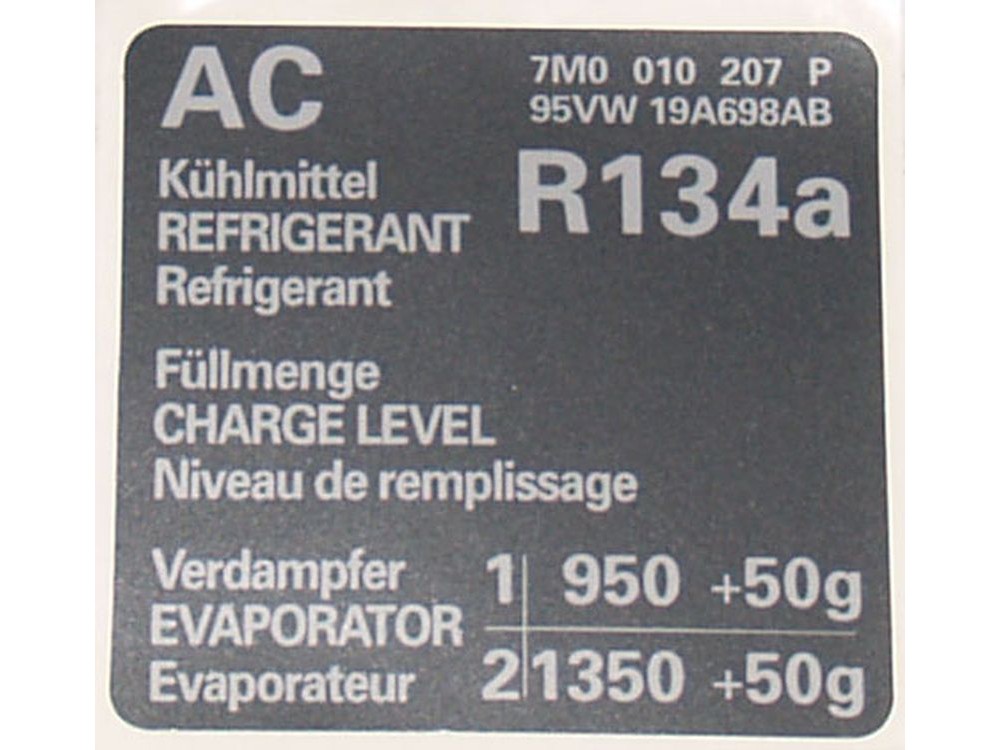 AC
7M0 010 207 P
95VW 19A698AB
Kühlmittel
REFRIGERANT
Refrigerant
R134a
Füllmenge
CHARGE LEVEL
Niveau de remplissage
Verdampfer
EVAPORATOR
Evaporateur
1 950 +50g
2 1350 +50g